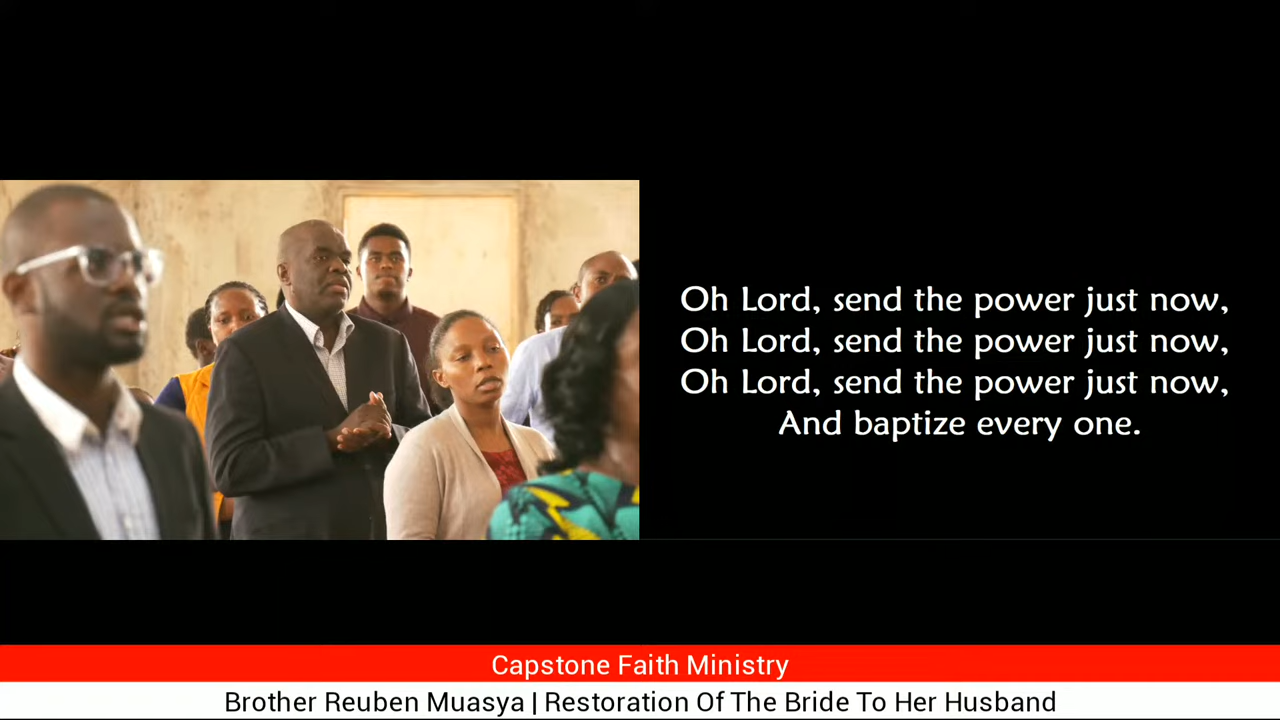 Oh Lord, send the power just now,
Oh Lord, send the power just now,
Oh Lord, send the power just now,
And baptize every one.
Capstone Faith Ministry
Brother Reuben Muasya | Restoration Of The Bride To Her Husband